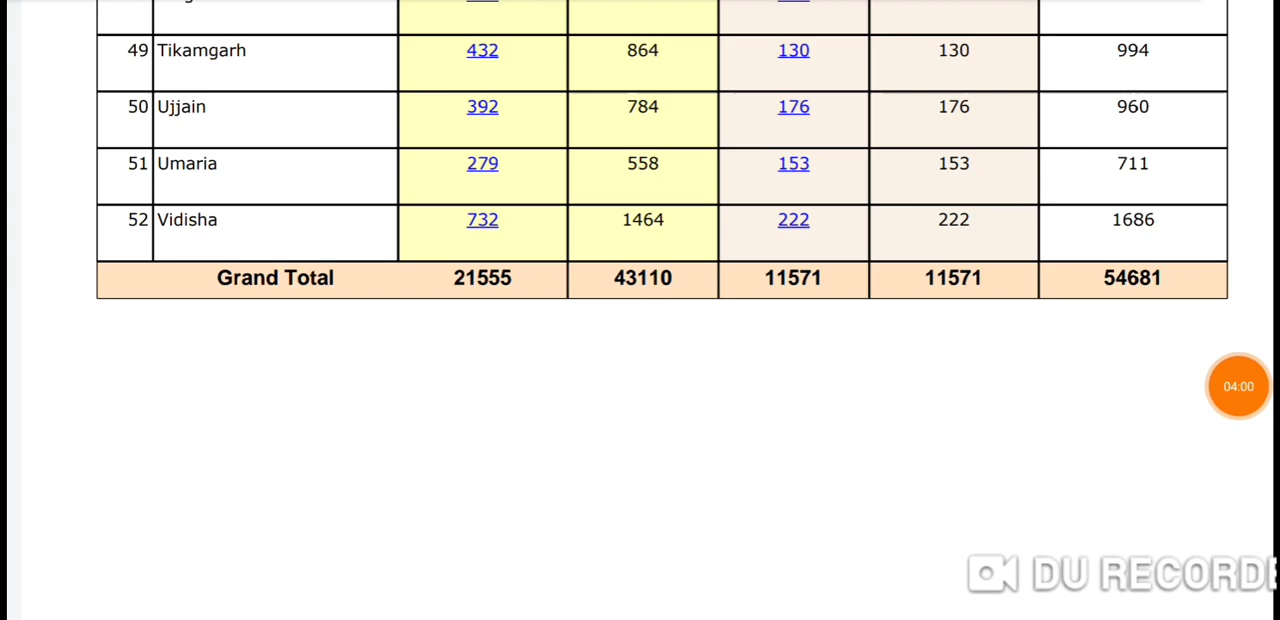 49 Tikamgarh 432 864 130 130 994
50 Ujjain 392 784 176 176 960
51 Umaria 279 558 153 153 711
52 Vidisha 732 1464 222 222 1686
Grand Total 21555 43110 11571 11571 54681
04:00
DU RECORDE